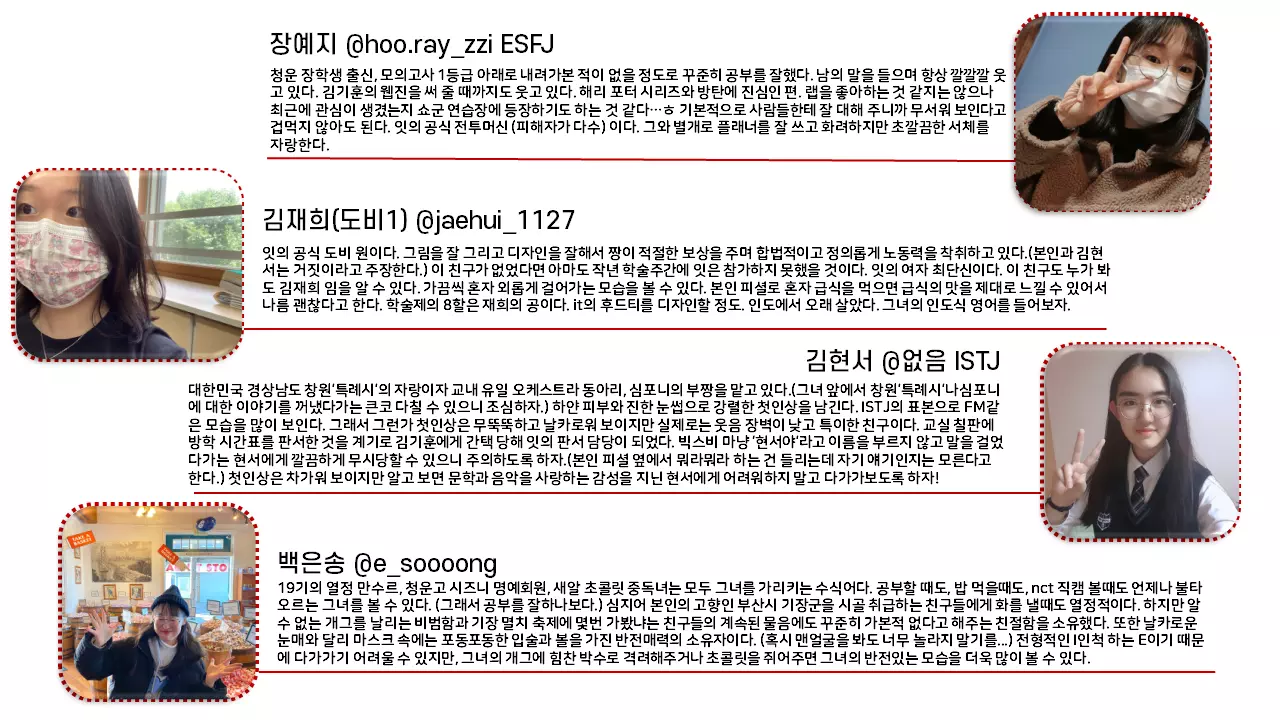 장예지 @hoo.ray_zzi ESFJ
청운 장학생 출신, 모의고사 1등급 아래로 내려가본 적이 없을 정도로 꾸준히 공부를 잘했다. 남의 말을 들으며 항상 깔깔깔 웃
고 있다. 김기훈의 웹진을 써 줄 때까지도 웃고 있다. 해리 포터 시리즈와 방탄에 진심인 편. 랩을 좋아하는 것 같지는 않으나
최근에 관심이 생겼는지 쇼군 연습장에 등장하기도 하는 것 같다…ㅎ 기본적으로 사람들한테 잘 대해 주니까 무서워 보인다고
겁먹지 않아도 된다. 잇의 공식 전투머신 (피해자가 다수) 이다. 그와 별개로 플래너를 잘 쓰고 화려하지만 초깔끔한 서체를
자랑한다.
김재희(도비1) @jaehui_1127
잇의 공식 도비 원이다. 그림을 잘 그리고 디자인을 잘해서 짱이 적절한 보상을 주며 합법적이고 정의롭게 노동력을 착취하고 있다.(본인과 김현
서는 거짓이라고 주장한다.) 이 친구가 없었다면 아마도 작년 학술주간에 잇은 참가하지 못했을 것이다. 잇의 여자 최단신이다. 이 친구도 누가 봐
도 김재희 임을 알 수 있다. 가끔씩 혼자 외롭게 걸어가는 모습을 볼 수 있다. 본인 피셜로 혼자 급식을 먹으면 급식의 맛을 제대로 느낄 수 있어서
나름 괜찮다고 한다. 학술제의 8할은 재희의 공이다. it의 후드티를 디자인할 정도. 인도에서 오래 살았다. 그녀의 인도식 영어를 들어보자.
김현서 @없음 ISTJ
대한민국 경상남도 창원‘특례시‘의 자랑이자 교내 유일 오케스트라 동아리, 심포니의 부짱을 맡고 있다.(그녀 앞에서 창원‘특례시‘나심포니
에 대한 이야기를 꺼냈다가는 큰코 다칠 수 있으니 조심하자.) 하얀 피부와 진한 눈썹으로 강렬한 첫인상을 남긴다. ISTJ의 표본으로 FM같
은 모습을 많이 보인다. 그래서 그런가 첫인상은 무뚝뚝하고 날카로워 보이지만 실제로는 웃음 장벽이 낮고 특이한 친구이다. 교실 칠판에
방학 시간표를 판서한 것을 계기로 김기훈에게 간택 당해 잇의 판서 담당이 되었다. 빅스비 마냥 ‘현서야’라고 이름을 부르지 않고 말을 걸었
다가는 현서에게 깔끔하게 무시당할 수 있으니 주의하도록 하자.(본인 피셜 옆에서 뭐라뭐라 하는 건 들리는데 자기 얘기인지는 모른다고
한다.) 첫인상은 차가워 보이지만 알고 보면 문학과 음악을 사랑하는 감성을 지닌 현서에게 어려워하지 말고 다가가보도록 하자!
TAKE A BASKET
백은송 @e_soooong
19기의 열정 만수르, 청운고 시즈니 명예회원, 새알 초콜릿 중독녀는 모두 그녀를 가리키는 수식어다. 공부할 때도, 밥 먹을때도, nct 직캠 볼때도 언제나 불타
오르는 그녀를 볼 수 있다. (그래서 공부를 잘하나보다.) 심지어 본인의 고향인 부산시 기장군을 시골 취급하는 친구들에게 화를 낼때도 열정적이다. 하지만 알
수 없는 개그를 날리는 비범함과 기장 멸치 축제에 몇번 가봤냐는 친구들의 계속된 물음에도 꾸준히 가본적 없다고 해주는 친절함을 소유했다. 또한 날카로운
눈매와 달리 마스크 속에는 포동포동한 입술과 볼을 가진 반전매력의 소유자이다. (혹시 맨얼굴을 봐도 너무 놀라지 말기를...) 전형적인 I인척 하는 E이기 때문
에 다가가기 어려울 수 있지만, 그녀의 개그에 힘찬 박수로 격려해주거나 초콜릿을 쥐어주면 그녀의 반전있는 모습을 더욱 많이 볼 수 있다.